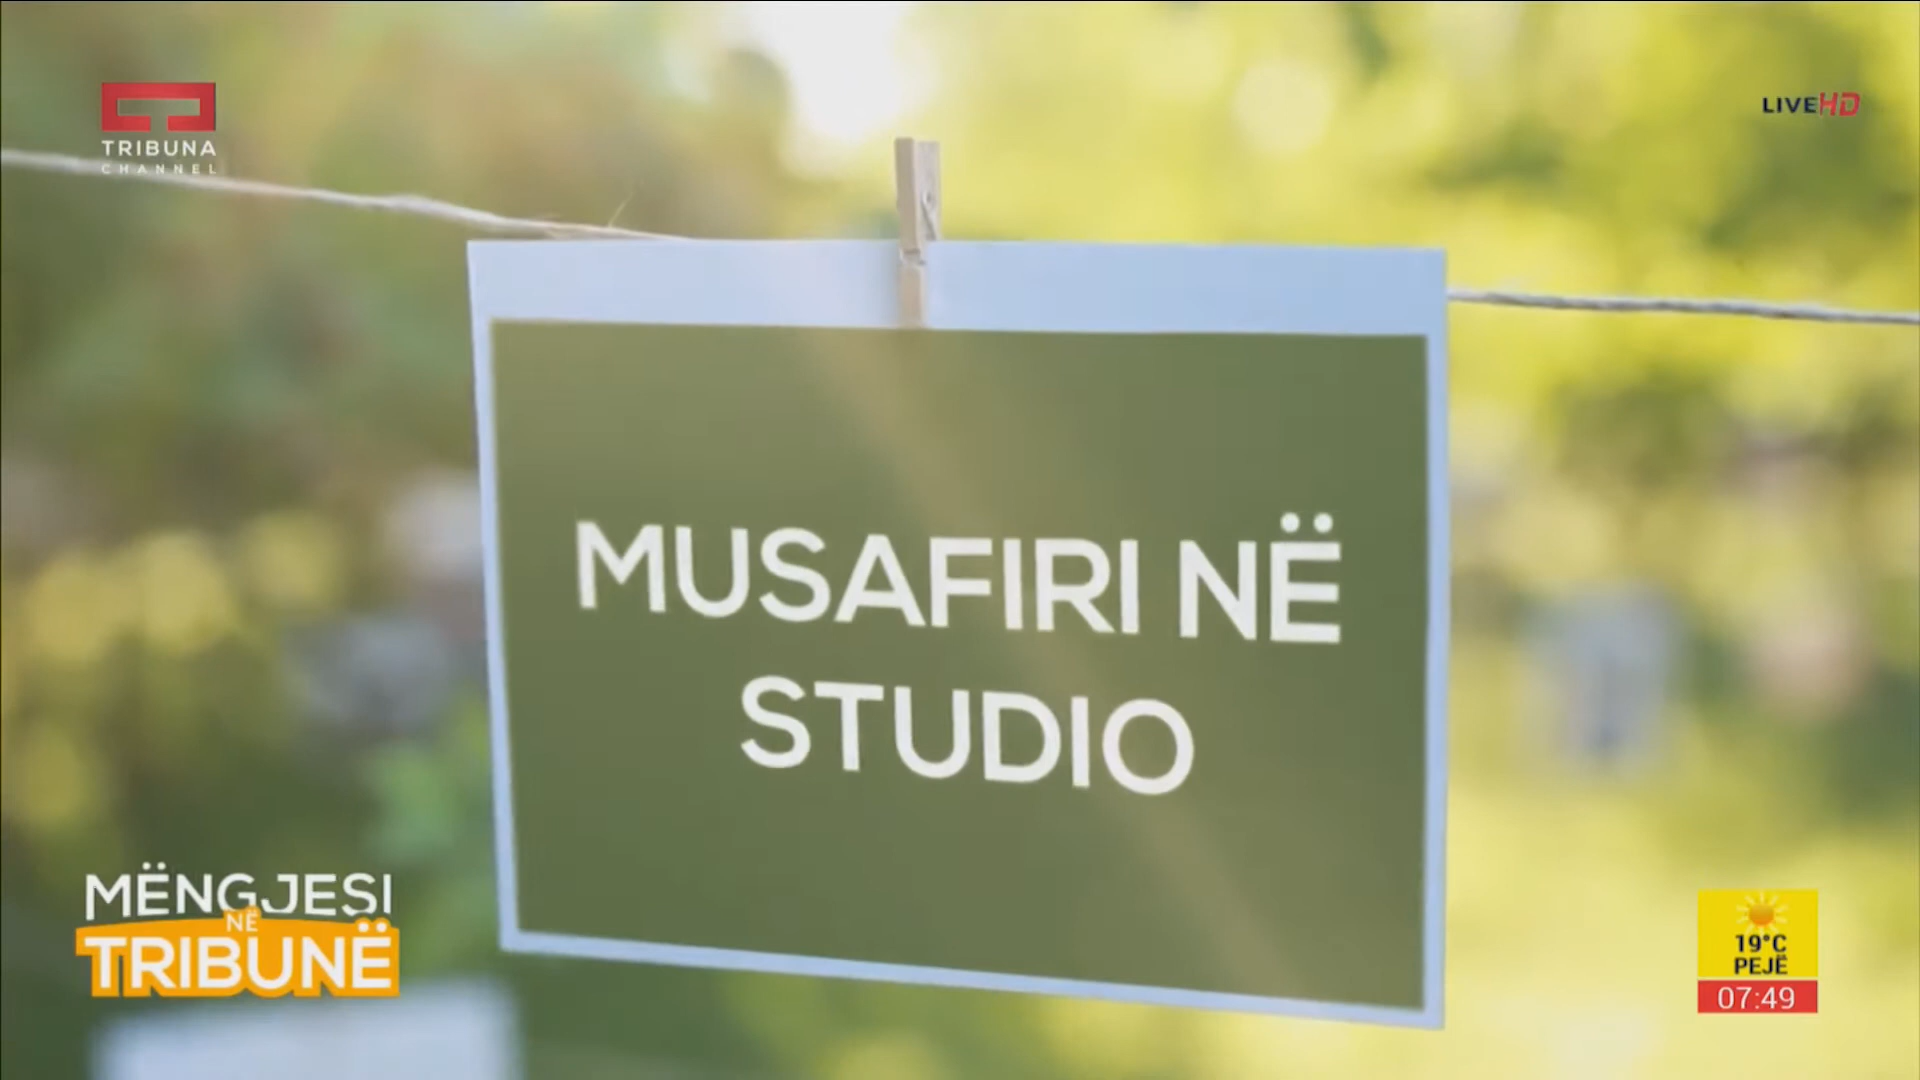 TRIBUNA
CHANNEL
LIVEHD
MUSAFIRI NË
STUDIO
MËNGJESI
NË
TRIBUNË
19°C
PEJË
07:49